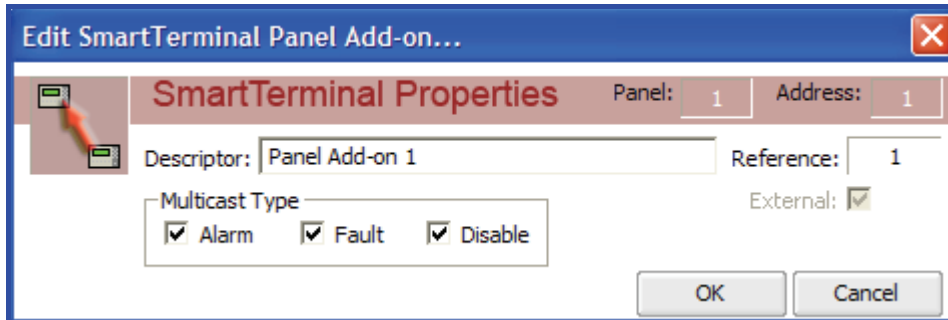 Edit SmartTerminal Panel Add-on...
SmartTerminal Properties Panel: 1 Address: 1
Descriptor: Panel Add-on 1 Reference: 1
Multicast Type External:
Alarm Fault Disable
OK Cancel